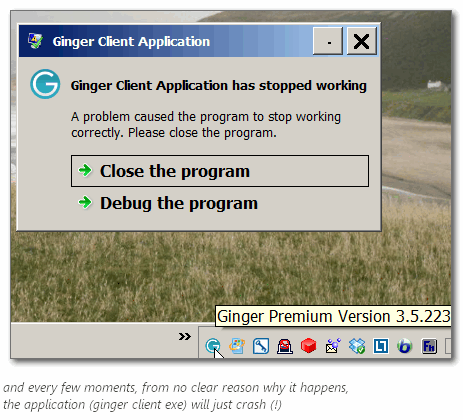 Ginger Client Application
Ginger Client Application has stopped working
A problem caused the program to stop working
correctly. Please close the program.
Close the program
Debug the program
Ginger Premium Version 3.5.223
»
and every few moments, from no clear reason why it happens,
the application (ginger client exe) will just crash (!)